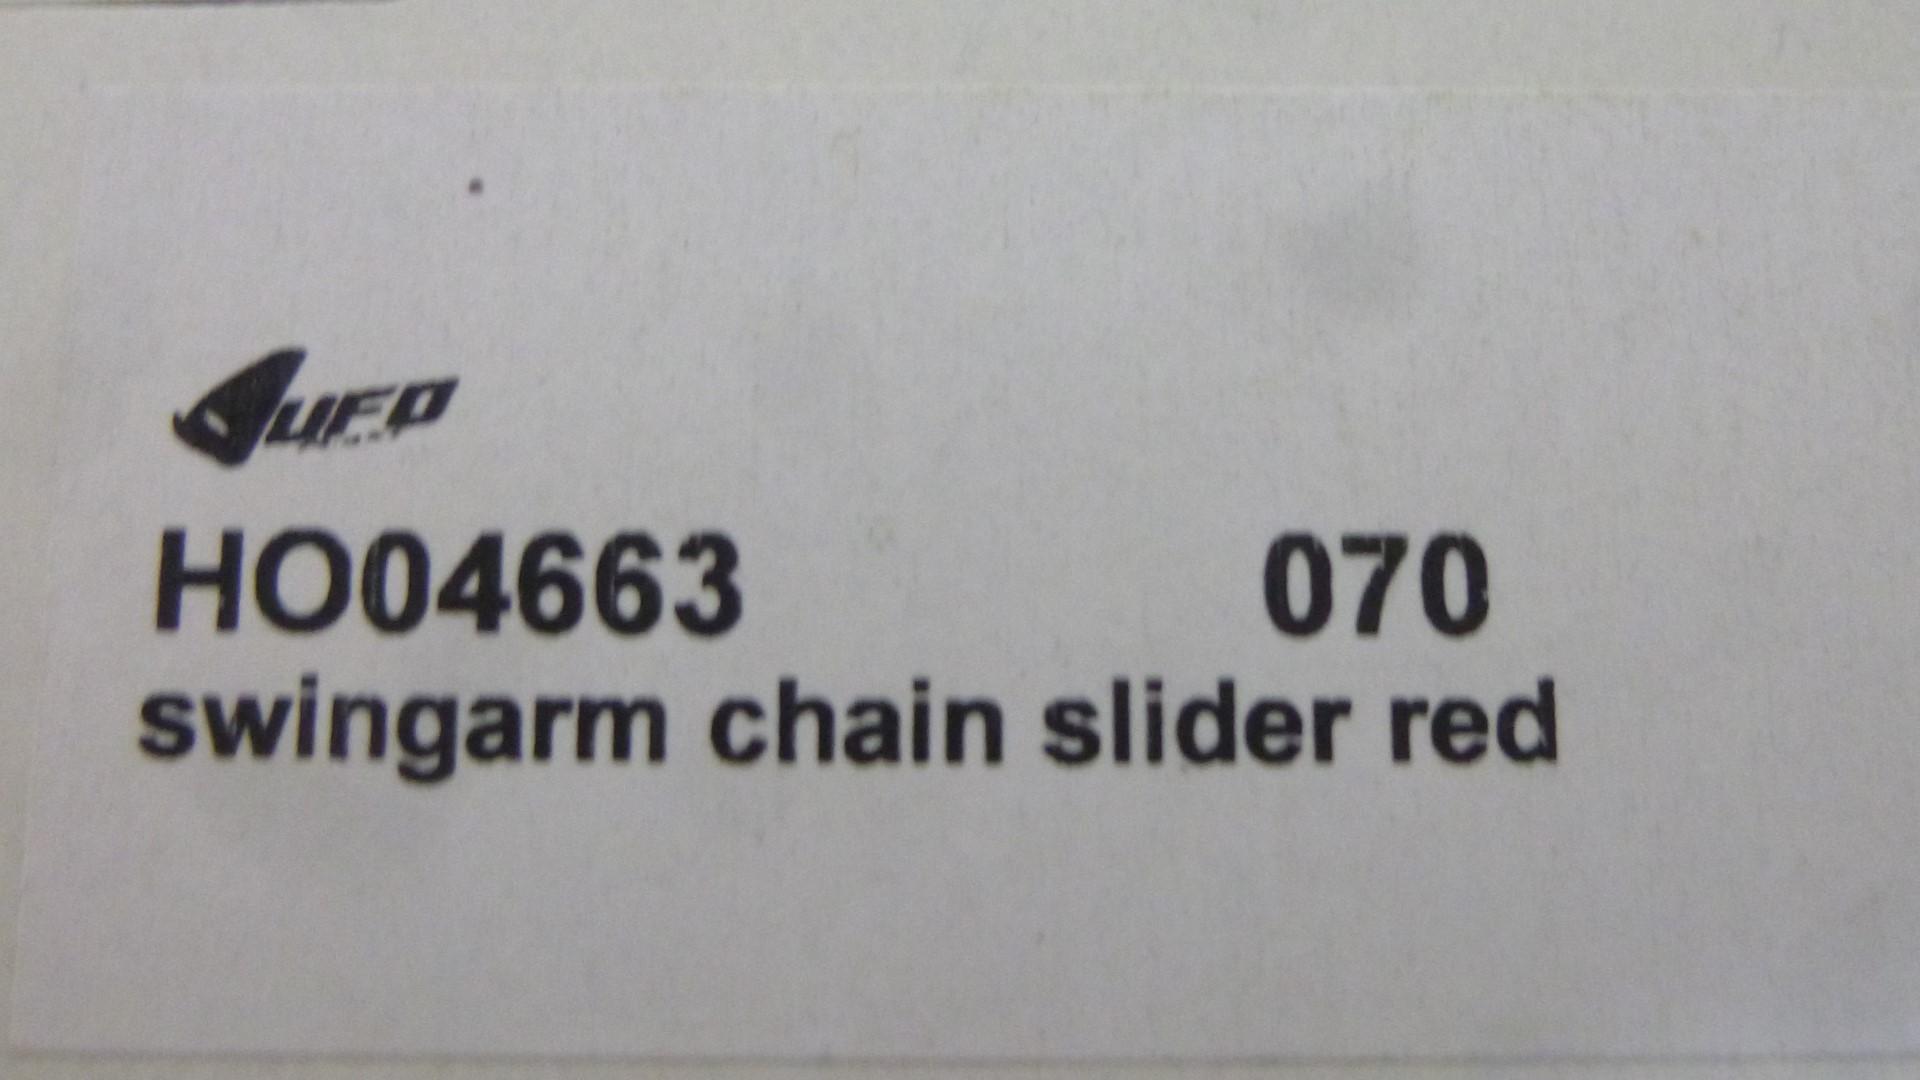 UFO
HO04663 070
swingarm chain slider red